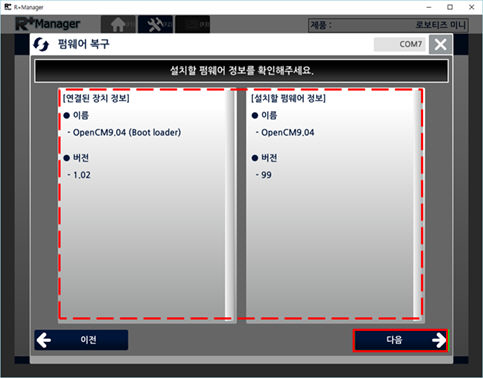 R+ R+Manager
R+Manager
제품 :
로보티즈 미니
펌웨어 복구
COM7
설치할 펌웨어 정보를 확인해주세요.
[연결된 장치 정보]
● 이름
- OpenCM9.04 (Boot loader)
● 버전
- 1.02
[설치할 펌웨어 정보]
● 이름
- OpenCM9.04
● 버전
- 99
이전
다음